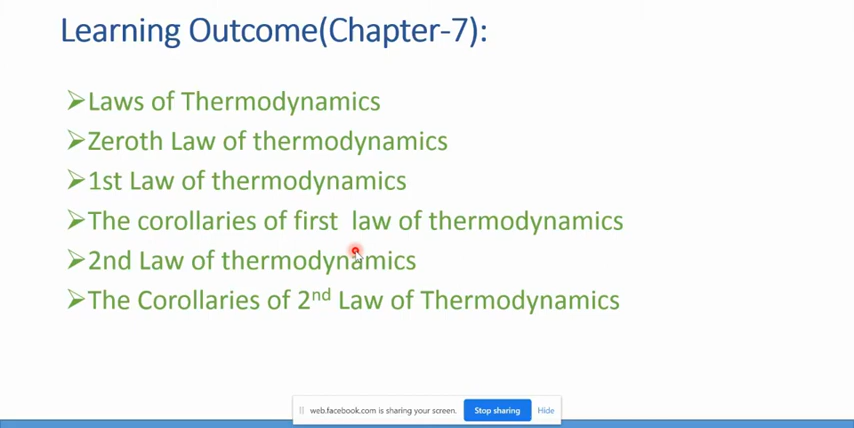 Learning Outcome(Chapter-7):
➢Laws of Thermodynamics
➢Zeroth Law of thermodynamics
➢1st Law of thermodynamics
➢The corollaries of first law of thermodynamics
➢2nd Law of thermodynamics
➢The Corollaries of 2nd Law of Thermodynamics
web.facebook.com is sharing your screen. Stop sharing Hide